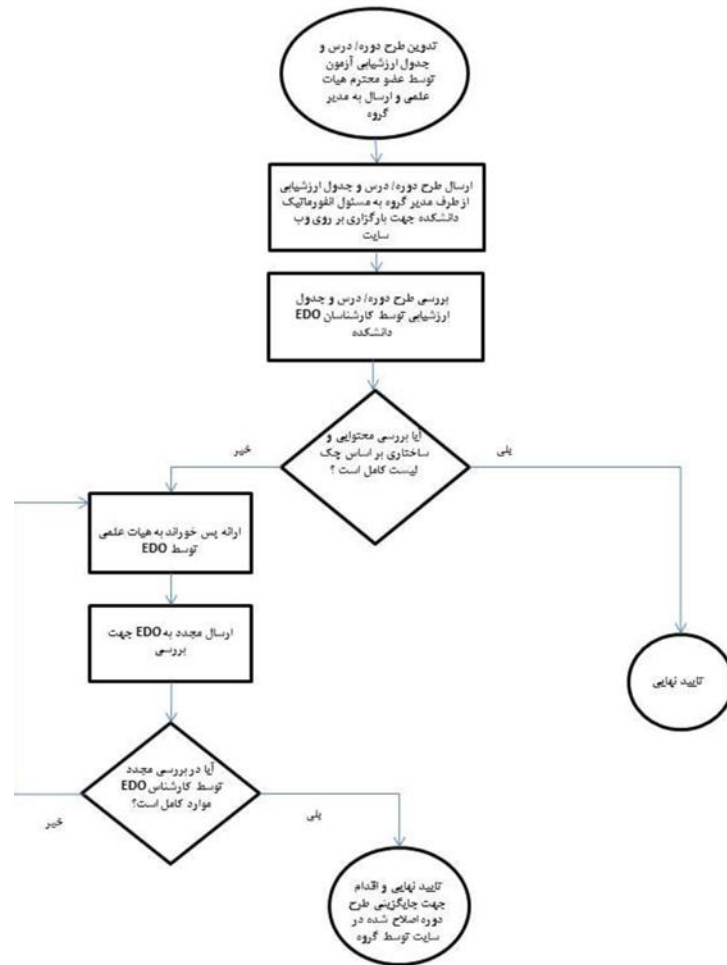 تدوین طرح دوره/ درس و
جدول ارزشیابی آزمون
توسط عضو محترم هیات
علمی و ارسال به مدیر
گروه
ارسال طرح دوره/ درس و جدول ارزشیابی
از طرف مدیر گروه به مسئول انفورماتیک
دانشکده جهت بارگزاری بر روی وب
سایت
بررسی طرح دوره/ درس و جدول
ارزشیابی توسط کارشناسان EDO
دانشکده
آیا بررسی محتوایی و
ساختاری بر اساس چک
لیست کامل است ؟
بلی
خیر
ارائه پس خوراند به هیات علمی
توسط EDO
ارسال مجدد به EDO جهت
بررسی
تایید نهایی
آیا در بررسی مجدد
توسط کارشناس EDO
موارد کامل است؟
بلی
خیر
تایید نهایی و اقدام
جهت جایگزینی طرح
دوره اصلاح شده در
سایت توسط گروه